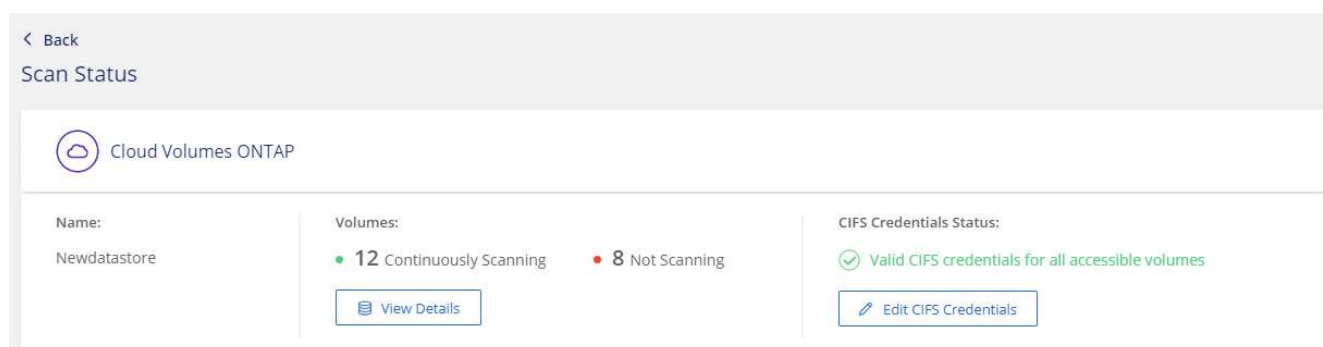 Back
Scan Status
Cloud Volumes ONTAP
Name:
Newdatastore
Volumes:
12 Continuously Scanning
8 Not Scanning
View Details
CIFS Credentials Status:
Valid CIFS credentials for all accessible volumes
Edit CIFS Credentials